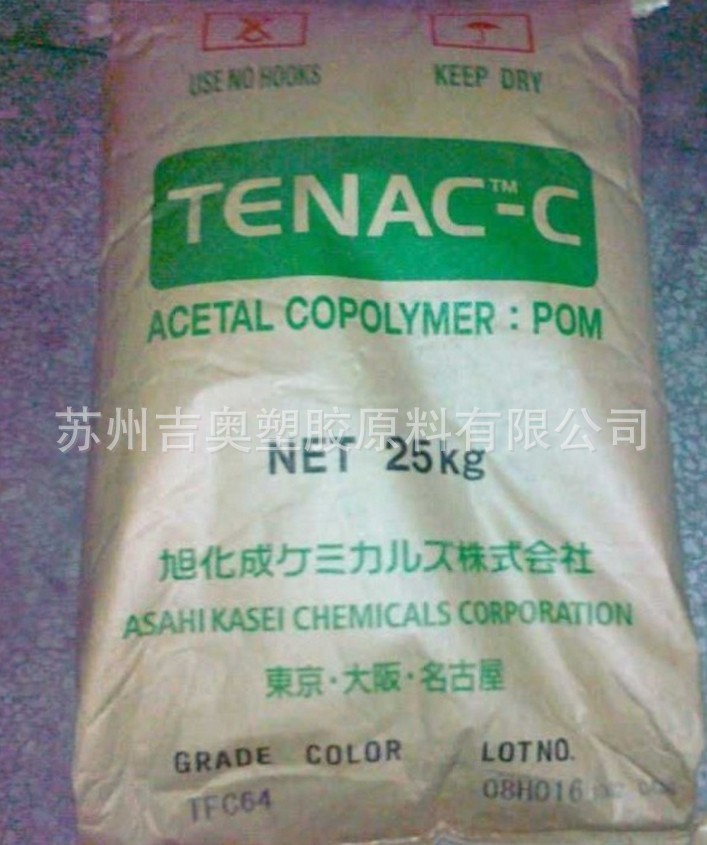 USE NO HOOKS KEEP DRY
TENAC™-C
ACETAL COPOLYMER : POM
苏州吉奥塑胶原料有限公司
NET 25kg
旭化成ケミカルズ株式会社
ASAHI KASEI CHEMICALS CORPORATION
東京・大阪・名古屋
GRADE COLOR LOT NO.
TFC64 08H016